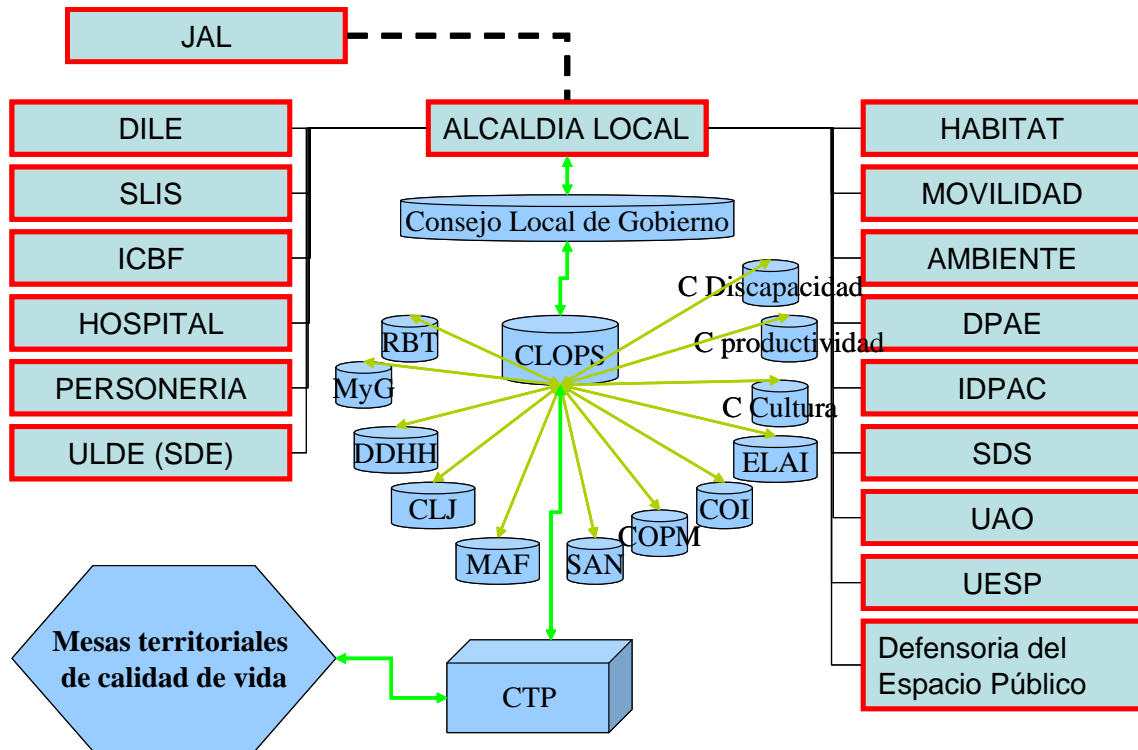 JAL
DILE
ALCALDIA LOCAL
HABITAT
SLIS
MOVILIDAD
Consejo Local de Gobierno
ICBF
AMBIENTE
C Discapacidad
HOSPITAL
DPAE
RBT
CLOPS
C productividad
MyG
PERSONERIA
IDPAC
C Cultura
ULDE (SDE)
DDHH
ELAI
SDS
CLJ
COI
UAO
COPM
MAF
SAN
UESP
Mesas territoriales
de calidad de vida
CTP
Defensoria del
Espacio Público